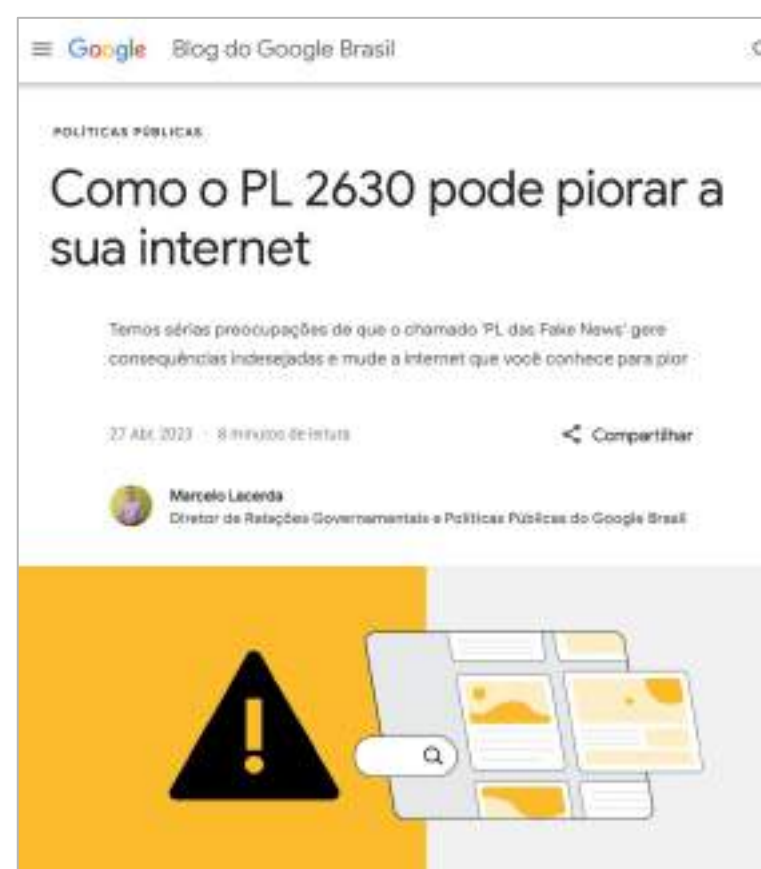 Google Blog do Google Brasil
POLÍTICAS PÚBLICAS
Como o PL 2630 pode piorar a
sua internet
Temos sérias preocupações de que o chamado 'PL das Fake News' gere
consequências indesejadas e mude a internet que você conhece para pior
27 Abr. 2023 · 8 minutos de leitura
Compartilhar
Marcelo Lacerda
Diretor de Relações Governamentais e Políticas Públicas do Google Brasil